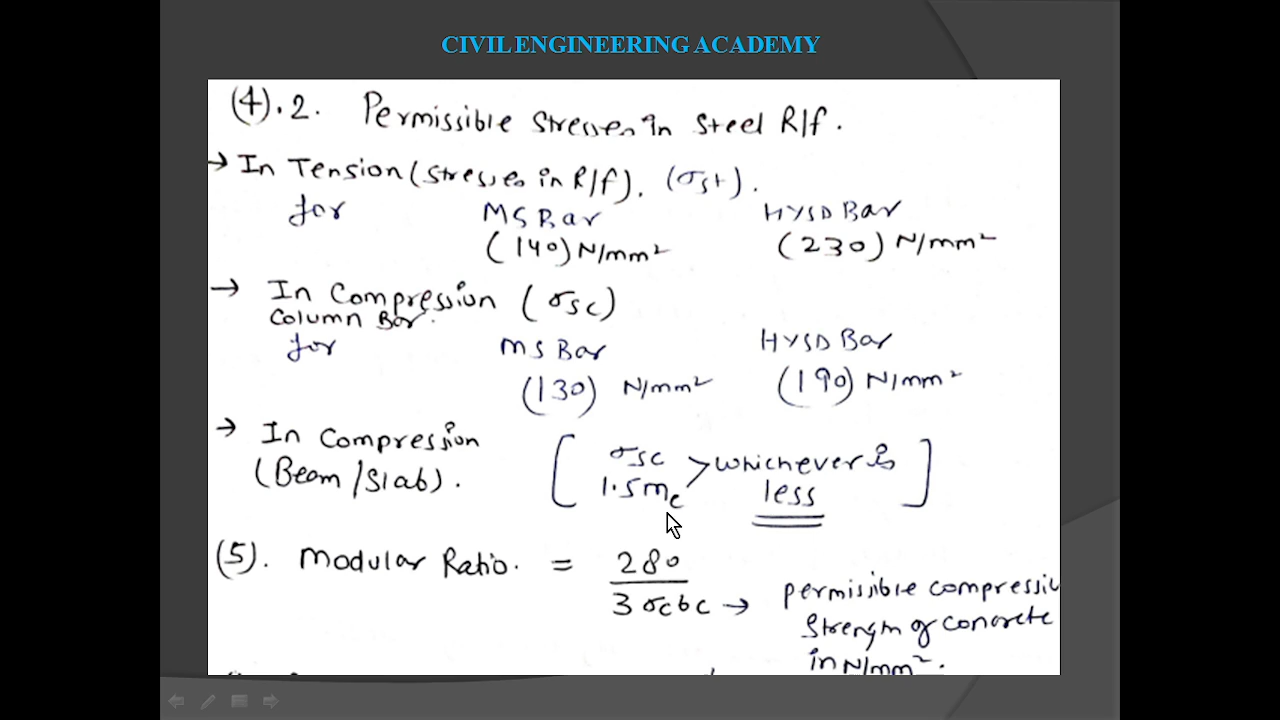 CIVIL ENGINEERING ACADEMY
(4).2. Permissible Stresses in Steel R/f.
→ In Tension (Stresses in R/f). (σst).
for MS Bar HYSD Bar
(140) N/mm² (230) N/mm²
→ In Compression (σsc)
Column Bar.
for MS Bar HYSD Bar
(130) N/mm² (190) N/mm²
→ In Compression
(Beam/Slab).
[ σsc
1.5mc > whichever is
less ]
(5). Modular Ratio. = 280
3σcbc → permissible compressiv
Strength of concrete
in N/mm².